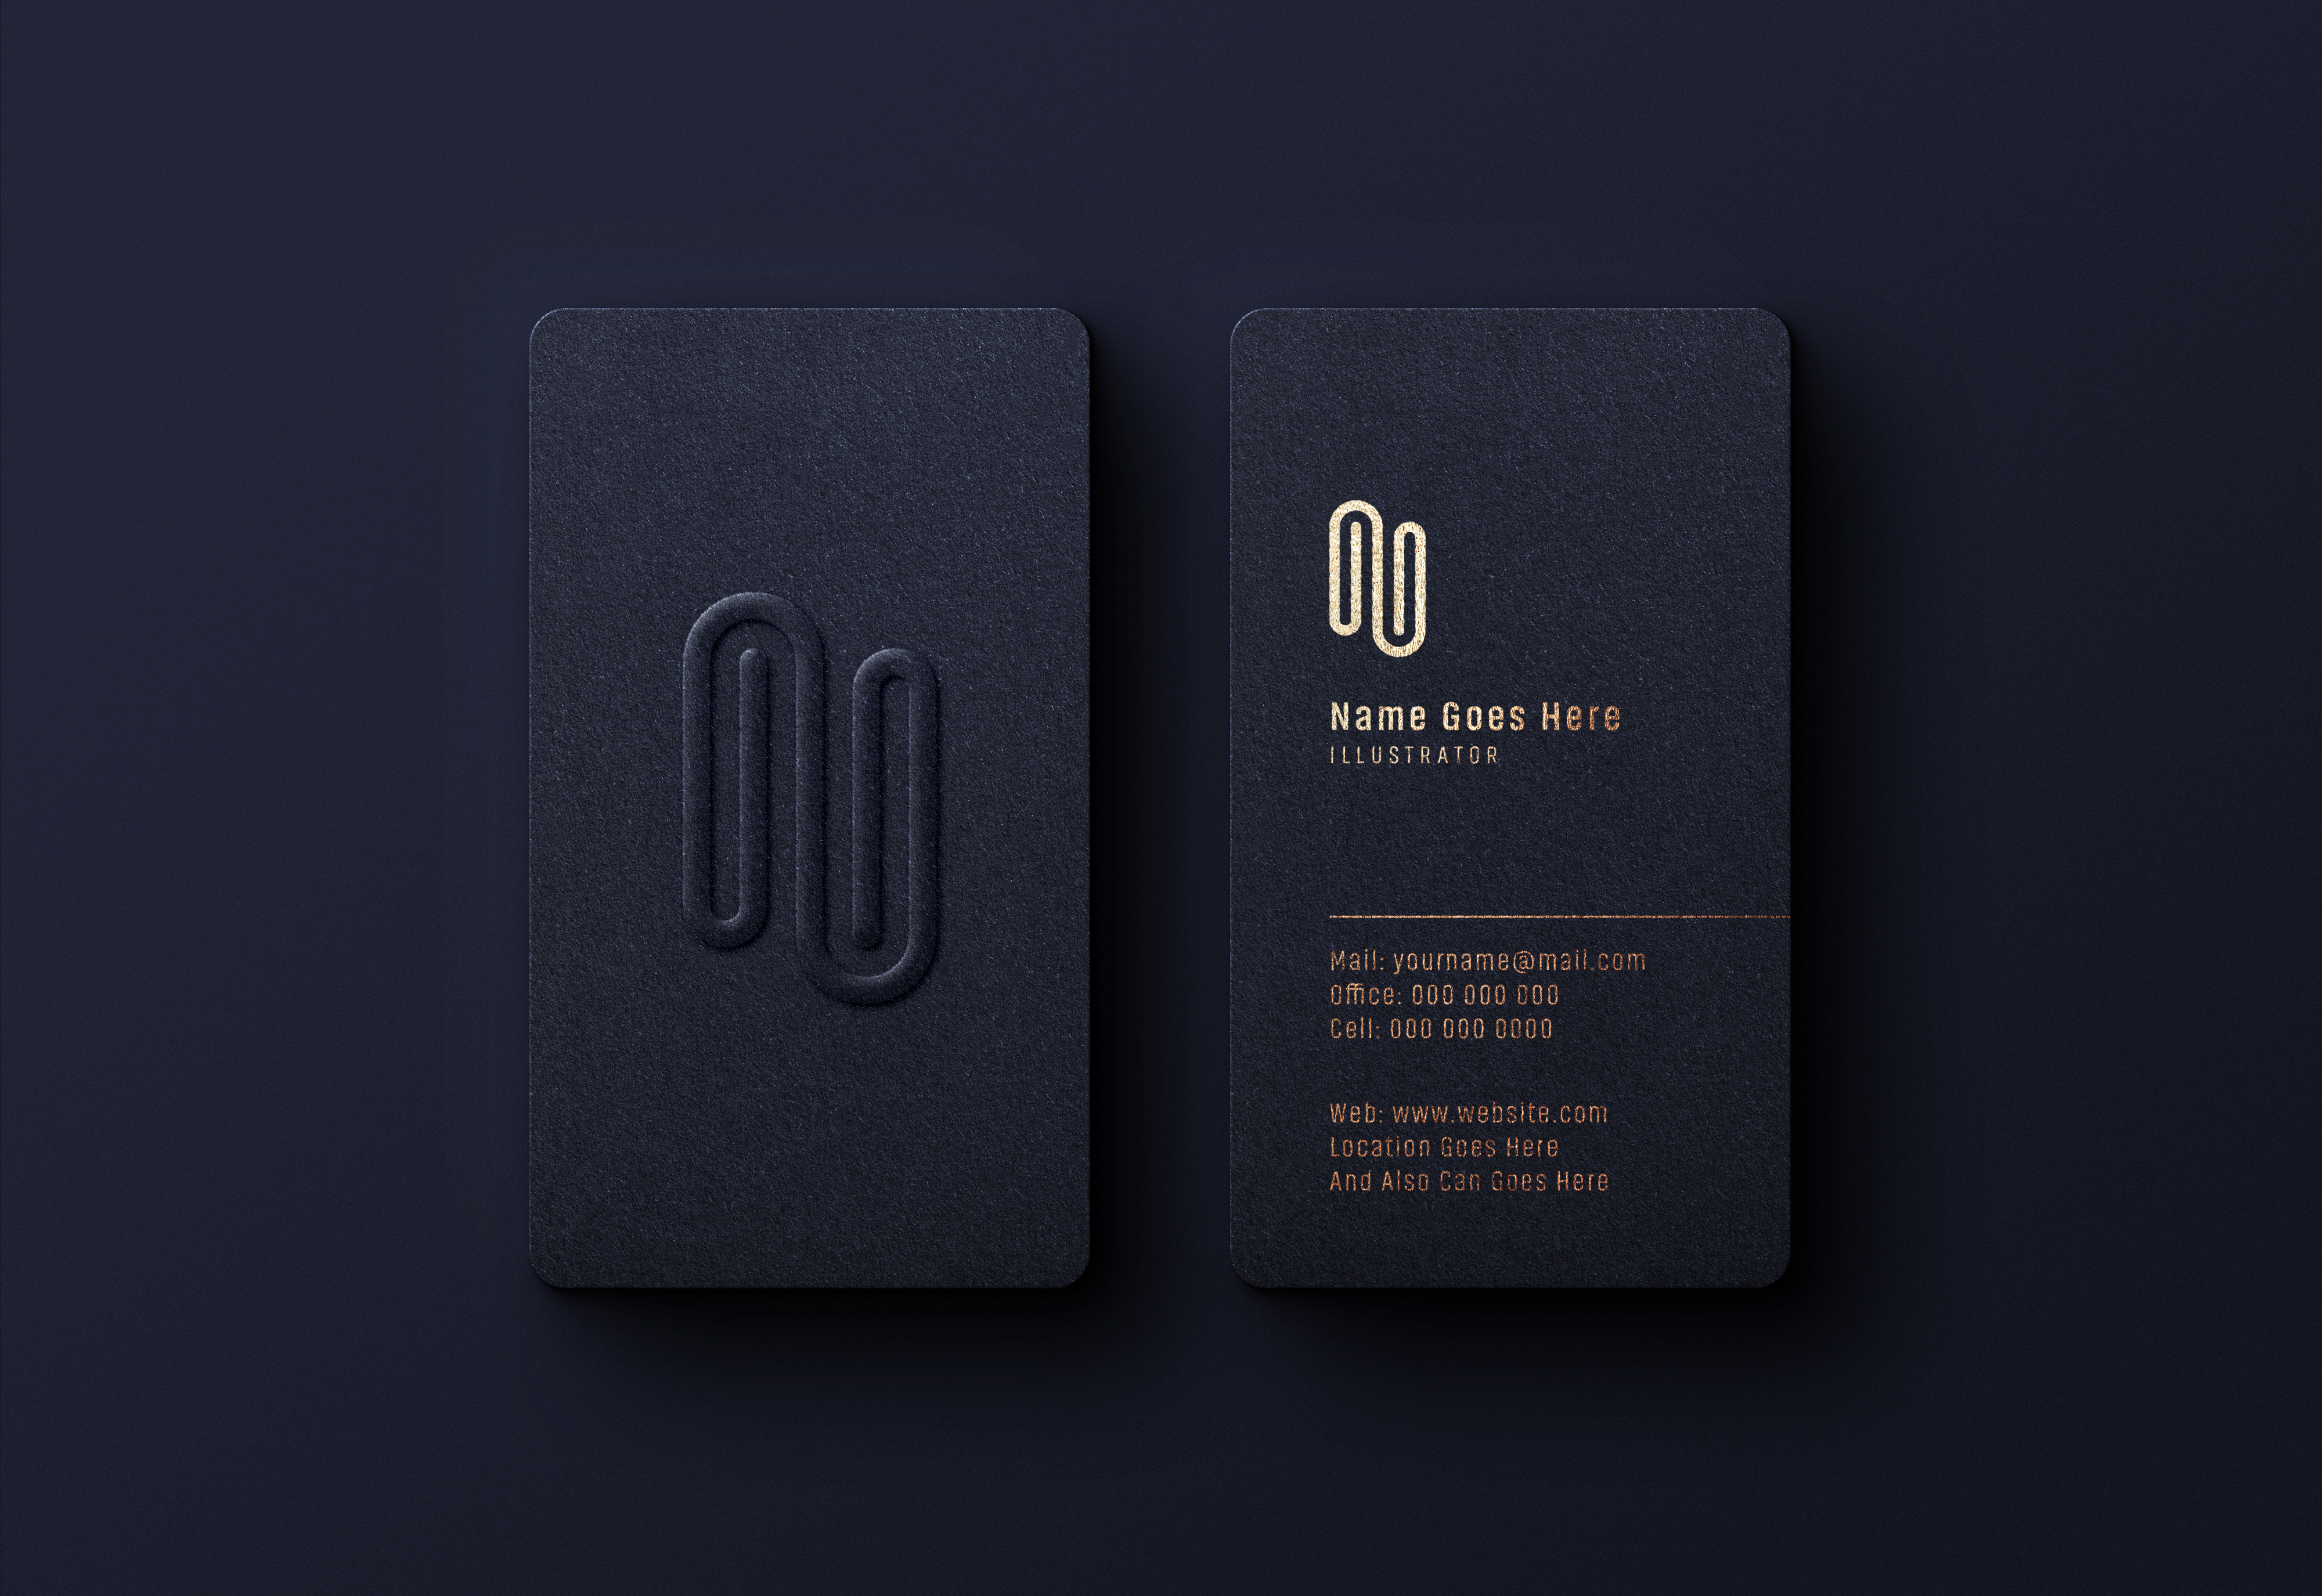 Name Goes Here
ILLUSTRATOR
Mail: yourname@mail.com
Office: 000 000 000
Cell: 000 000 0000
Web: www.website.com
Location Goes Here
And Also Can Goes Here